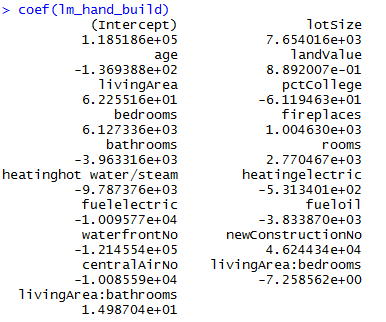 > coef(lm_hand_build)
(Intercept) lotSize
1.185186e+05 7.654016e+03
age landValue
-1.369388e+02 8.892007e-01
livingArea pctCollege
6.225516e+01 -6.119463e+01
bedrooms fireplaces
6.127336e+03 1.004630e+03
bathrooms rooms
-3.963316e+03 2.770467e+03
heatinghot water/steam heatingelectric
-9.787376e+03 -5.313401e+02
fuelelectric fueloil
-1.009577e+04 -3.833870e+03
waterfrontNo newConstructionNo
-1.214554e+05 4.624434e+04
centralAirNo livingArea:bedrooms
-1.008559e+04 -7.258562e+00
livingArea:bathrooms
1.498704e+01